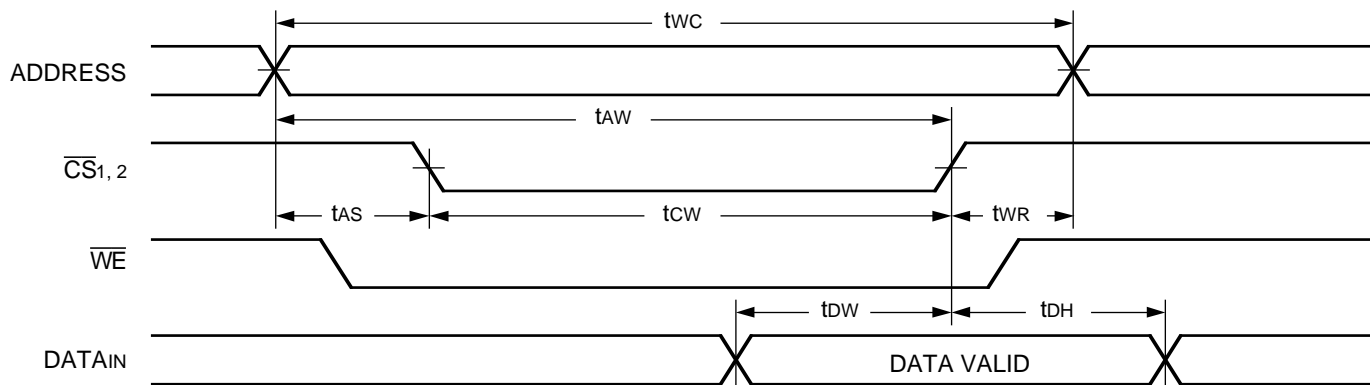 tWC
ADDRESS
tAW
CS1, 2
tAS
tCW
tWR
WE
tDW
tDH
DATAIN
DATA VALID